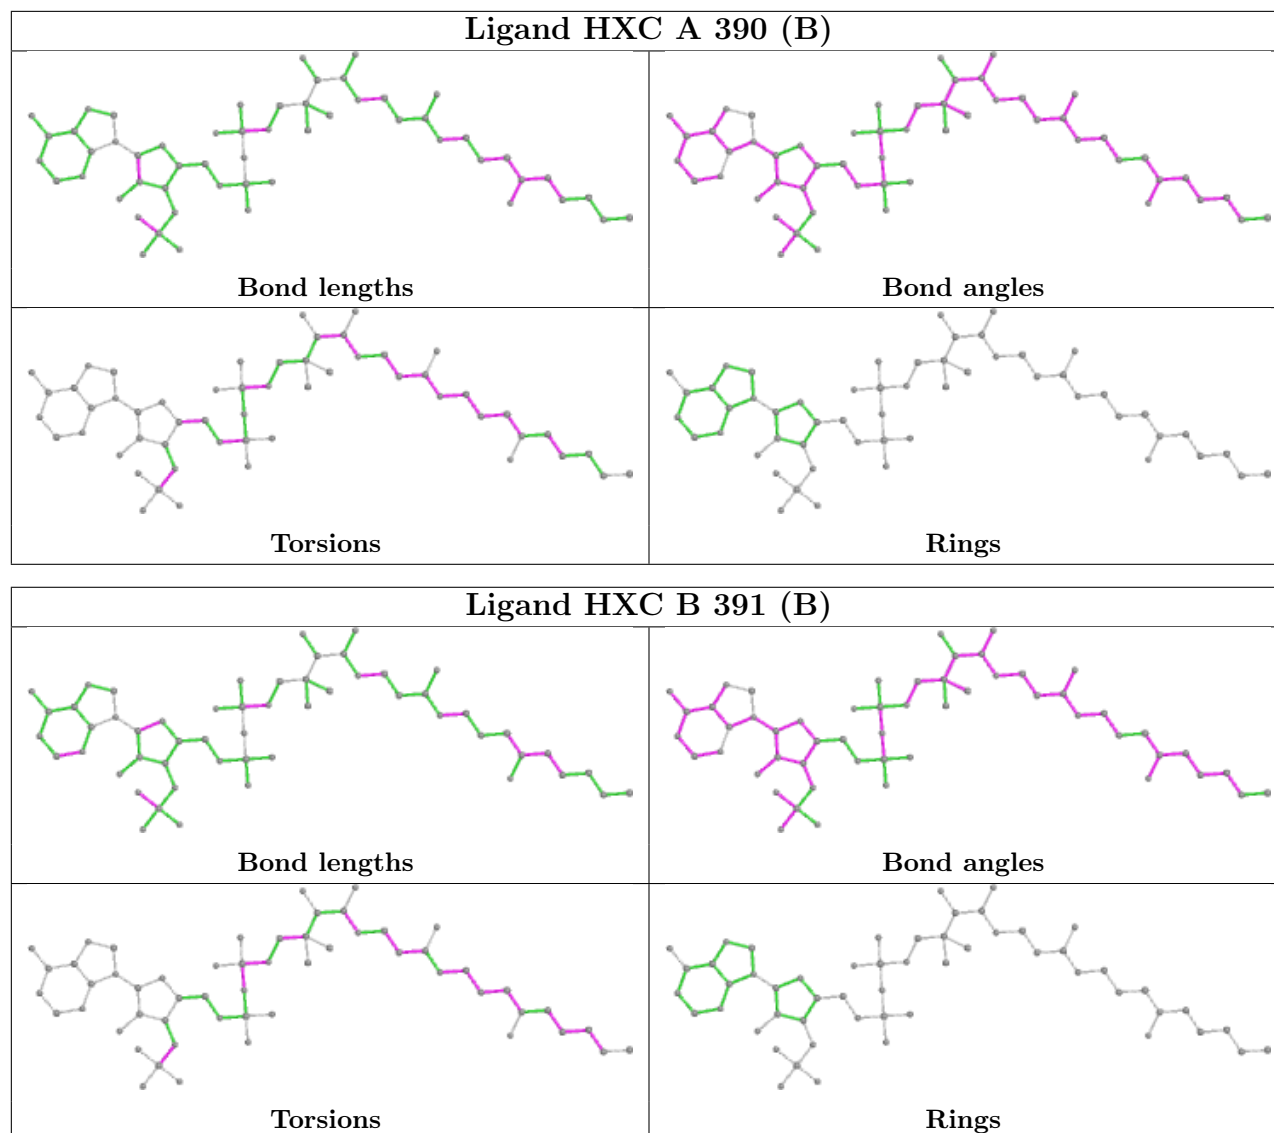 Ligand HXC A 390 (B)
Bond lengths
Bond angles
Torsions
Rings
Ligand HXC B 391 (B)
Bond lengths
Bond angles
Torsions
Rings